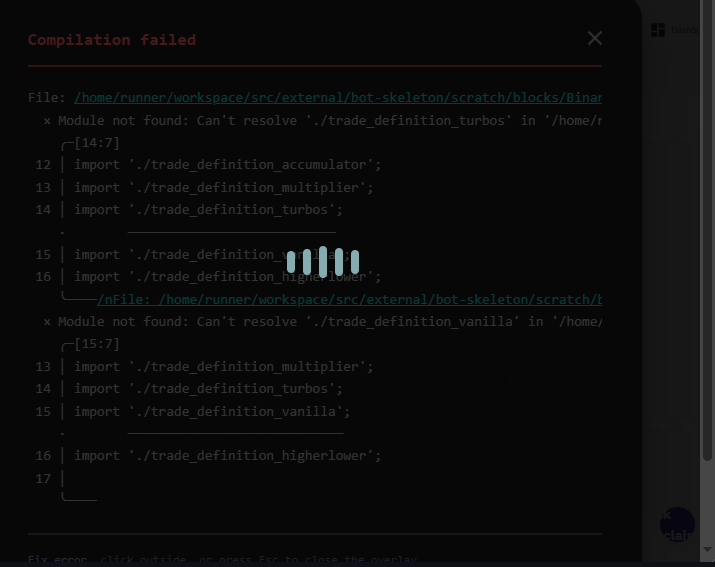 Compilation failed
File: /home/runner/workspace/src/external/bot-skeleton/scratch/blocks/Binar
× Module not found: Can't resolve './trade_definition_turbos' in '/home/r
╭─[14:7]
12 │ import './trade_definition_accumulator';
13 │ import './trade_definition_multiplier';
14 │ import './trade_definition_turbos';
15 │ import './trade_definition_vanilla';
16 │ import './trade_definition_higherlower';
╰────/nFile: /home/runner/workspace/src/external/bot-skeleton/scratch/b
× Module not found: Can't resolve './trade_definition_vanilla' in '/home/
╭─[15:7]
13 │ import './trade_definition_multiplier';
14 │ import './trade_definition_turbos';
15 │ import './trade_definition_vanilla';
16 │ import './trade_definition_higherlower';
17 │
Fix error, click outside, or press Esc to close the overlay.